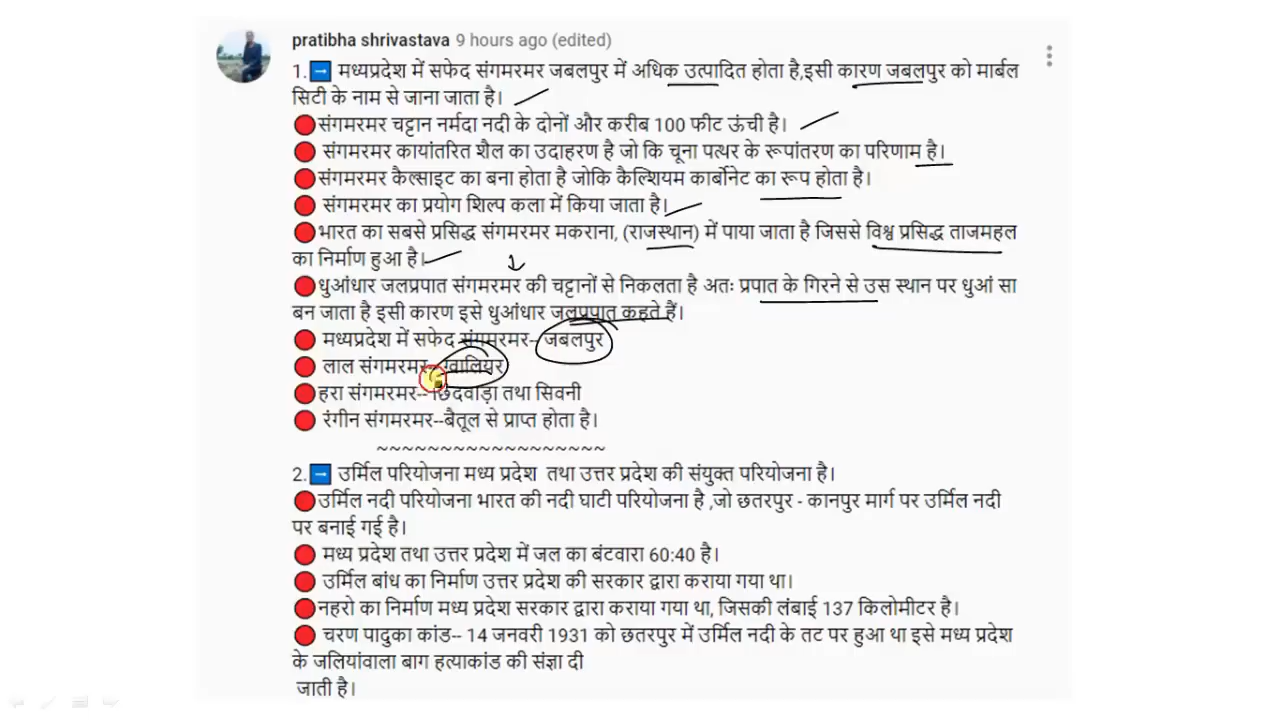 pratibha shrivastava 9 hours ago (edited)
1.➡ मध्यप्रदेश में सफेद संगमरमर जबलपुर में अधिक उत्पादित होता है,इसी कारण जबलपुर को मार्बल
सिटी के नाम से जाना जाता है।
🔴संगमरमर चट्टान नर्मदा नदी के दोनों और करीब 100 फीट ऊंची है।
🔴 संगमरमर कायांतरित शैल का उदाहरण है जो कि चूना पत्थर के रूपांतरण का परिणाम है।
🔴संगमरमर कैल्साइट का बना होता है जोकि कैल्शियम कार्बोनेट का रूप होता है।
🔴 संगमरमर का प्रयोग शिल्प कला में किया जाता है।
🔴भारत का सबसे प्रसिद्ध संगमरमर मकराना, (राजस्थान) में पाया जाता है जिससे विश्व प्रसिद्ध ताजमहल
का निर्माण हुआ है।
🔴धुआंधार जलप्रपात संगमरमर की चट्टानों से निकलता है अतः प्रपात के गिरने से उस स्थान पर धुआं सा
बन जाता है इसी कारण इसे धुआंधार जलप्रपात कहते हैं।
🔴 मध्यप्रदेश में सफेद संगमरमर-- जबलपुर
🔴 लाल संगमरमर-- ग्वालियर
🔴हरा संगमरमर-- छिंदवाड़ा तथा सिवनी
🔴 रंगीन संगमरमर--बैतूल से प्राप्त होता है।
~~~~~~~~~~~~~~~~~~
2.➡ उर्मिल परियोजना मध्य प्रदेश तथा उत्तर प्रदेश की संयुक्त परियोजना है।
🔴उर्मिल नदी परियोजना भारत की नदी घाटी परियोजना है ,जो छतरपुर - कानपुर मार्ग पर उर्मिल नदी
पर बनाई गई है।
🔴 मध्य प्रदेश तथा उत्तर प्रदेश में जल का बंटवारा 60:40 है।
🔴 उर्मिल बांध का निर्माण उत्तर प्रदेश की सरकार द्वारा कराया गया था।
🔴नहरो का निर्माण मध्य प्रदेश सरकार द्वारा कराया गया था, जिसकी लंबाई 137 किलोमीटर है।
🔴 चरण पादुका कांड-- 14 जनवरी 1931 को छतरपुर में उर्मिल नदी के तट पर हुआ था इसे मध्य प्रदेश
के जलियांवाला बाग हत्याकांड की संज्ञा दी
जाती है।